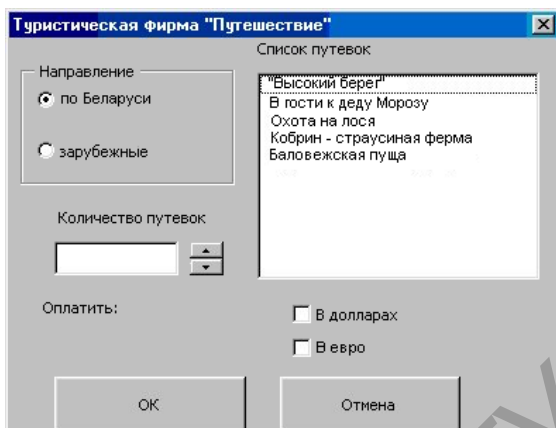 Туристическая фирма "Путешествие"
Список путевок
Направление
по Беларуси
зарубежные
"Высокий берег"
В гости к деду Морозу
Охота на лося
Кобрин - страусиная ферма
Баловежская пуща
Количество путевок
Оплатить:
В долларах
В евро
ОК
Отмена